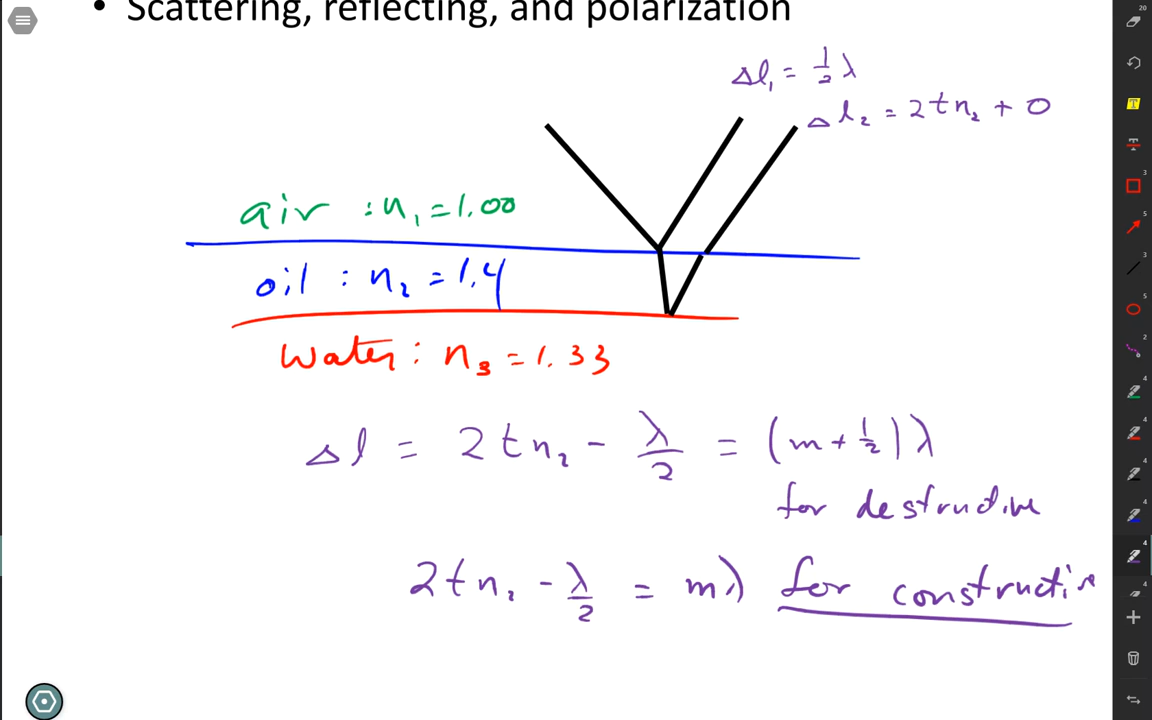 • Scattering, reflecting, and polarization
Δl₁ = ½ λ
Δl₂ = 2tn₂ + 0
air : n₁ = 1.00
oil : n₂ = 1.4
Water : n₃ = 1.33
Δl = 2tn₂ - λ/2 = (m + ½)λ
for destructive
2tn₂ - λ/2 = mλ for constructive